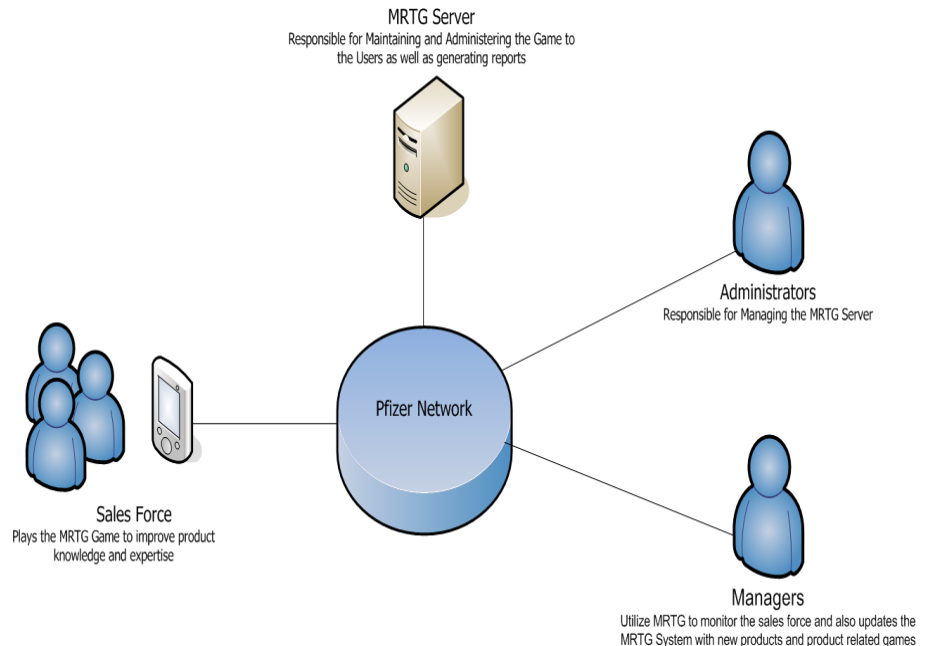 MRTG Server
Responsible for Maintaining and Administering the Game to
the Users as well as generating reports
Administrators
Responsible for Managing the MRTG Server
Pfizer Network
Sales Force
Plays the MRTG Game to improve product
knowledge and expertise
Managers
Utilize MRTG to monitor the sales force and also updates the
MRTG System with new products and product related games